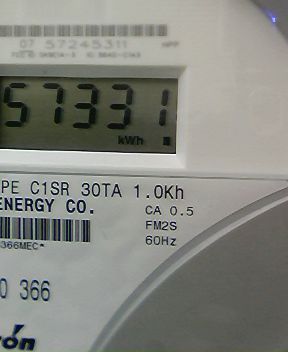 07 57245311
57331
kWh
PE C1SR 30TA 1.0Kh
ENERGY CO.
CA 0.5
FM2S
60Hz
366MEC*
0 366